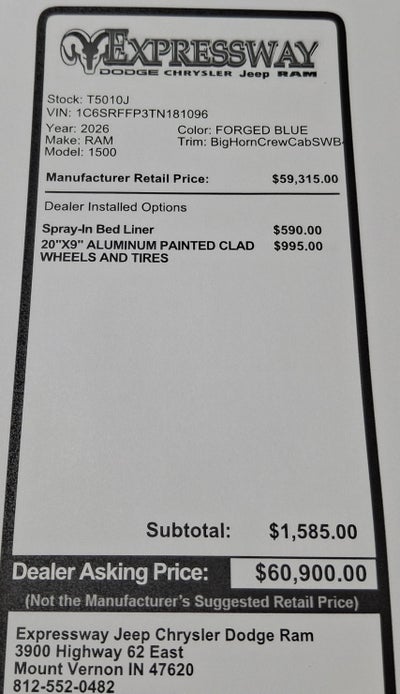 EXPRESSWAY
DODGE CHRYSLER Jeep RAM
Stock: T5010J
VIN: 1C6SRFFP3TN181096
Year: 2026 Color: FORGED BLUE
Make: RAM Trim: BigHornCrewCabSWB4
Model: 1500
Manufacturer Retail Price: $59,315.00
Dealer Installed Options
Spray-In Bed Liner $590.00
20"X9" ALUMINUM PAINTED CLAD $995.00
WHEELS AND TIRES
Subtotal: $1,585.00
Dealer Asking Price: $60,900.00
(Not the Manufacturer's Suggested Retail Price)
Expressway Jeep Chrysler Dodge Ram
3900 Highway 62 East
Mount Vernon IN 47620
812-552-0482